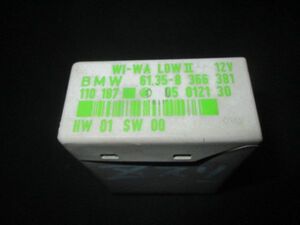 WI-WA LOW II 12V
BMW 61.35-8 366 381
110 187 05 0121 30
HW 01 SW 00